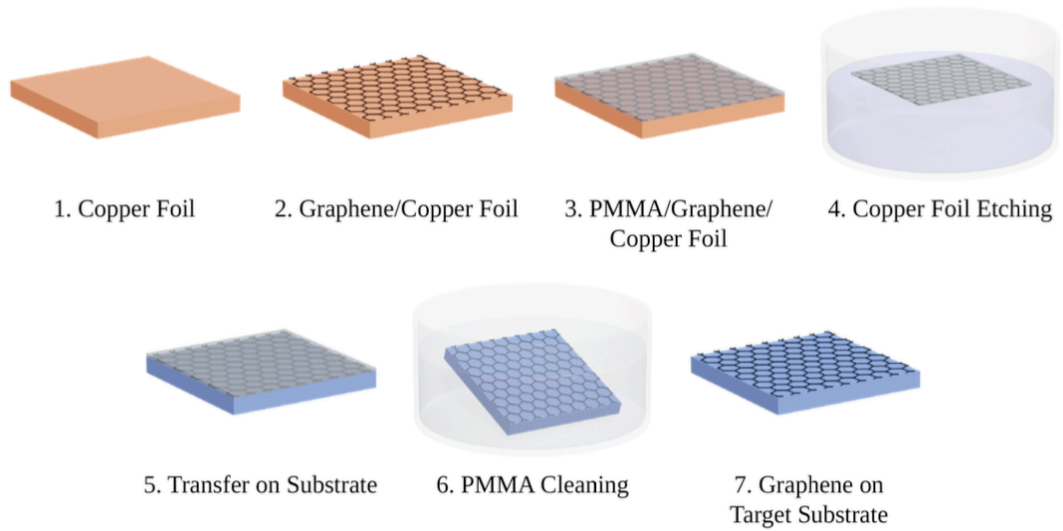 1. Copper Foil
2. Graphene/Copper Foil
3. PMMA/Graphene/
Copper Foil
4. Copper Foil Etching
5. Transfer on Substrate
6. PMMA Cleaning
7. Graphene on
Target Substrate